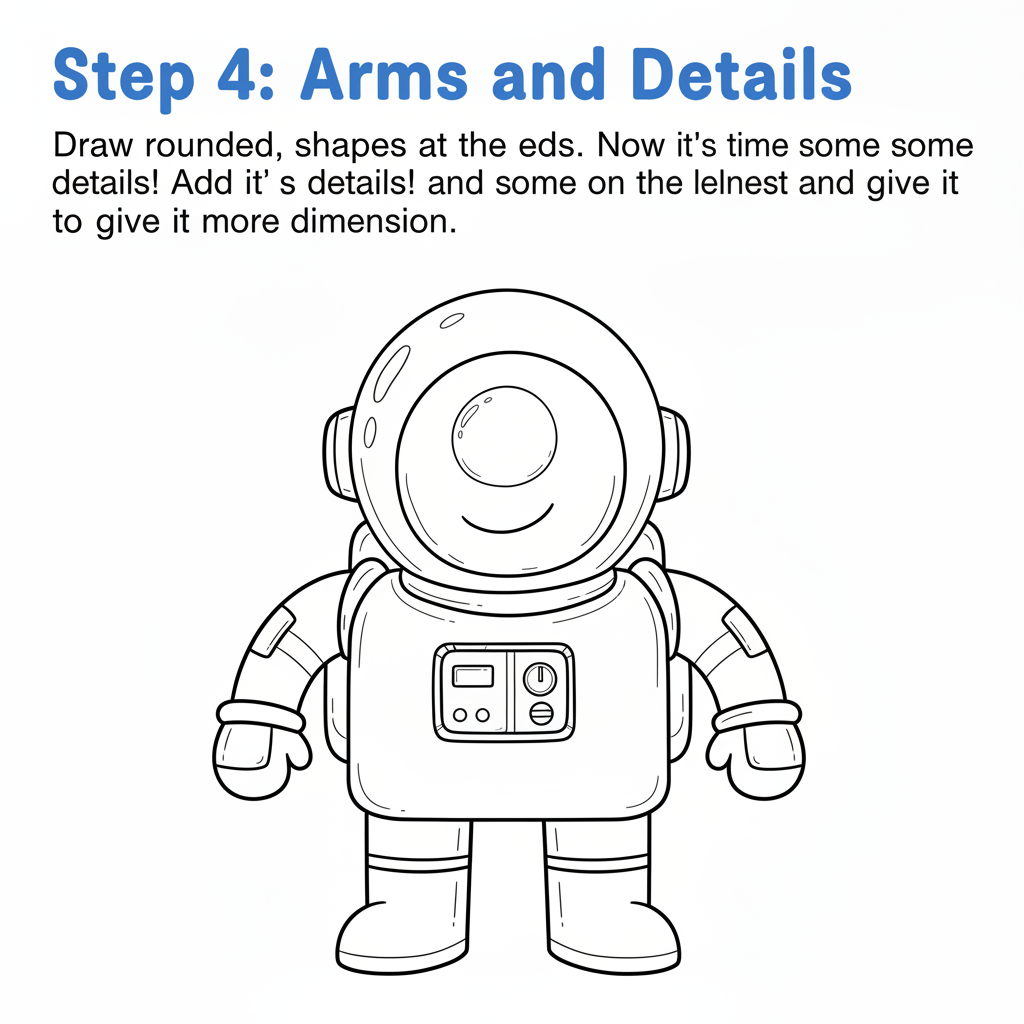 Step 4: Arms and Details
Draw rounded, shapes at the eds. Now it's time some some
details! Add it’ s details! and some on the lelnest and give it
to give it more dimension.